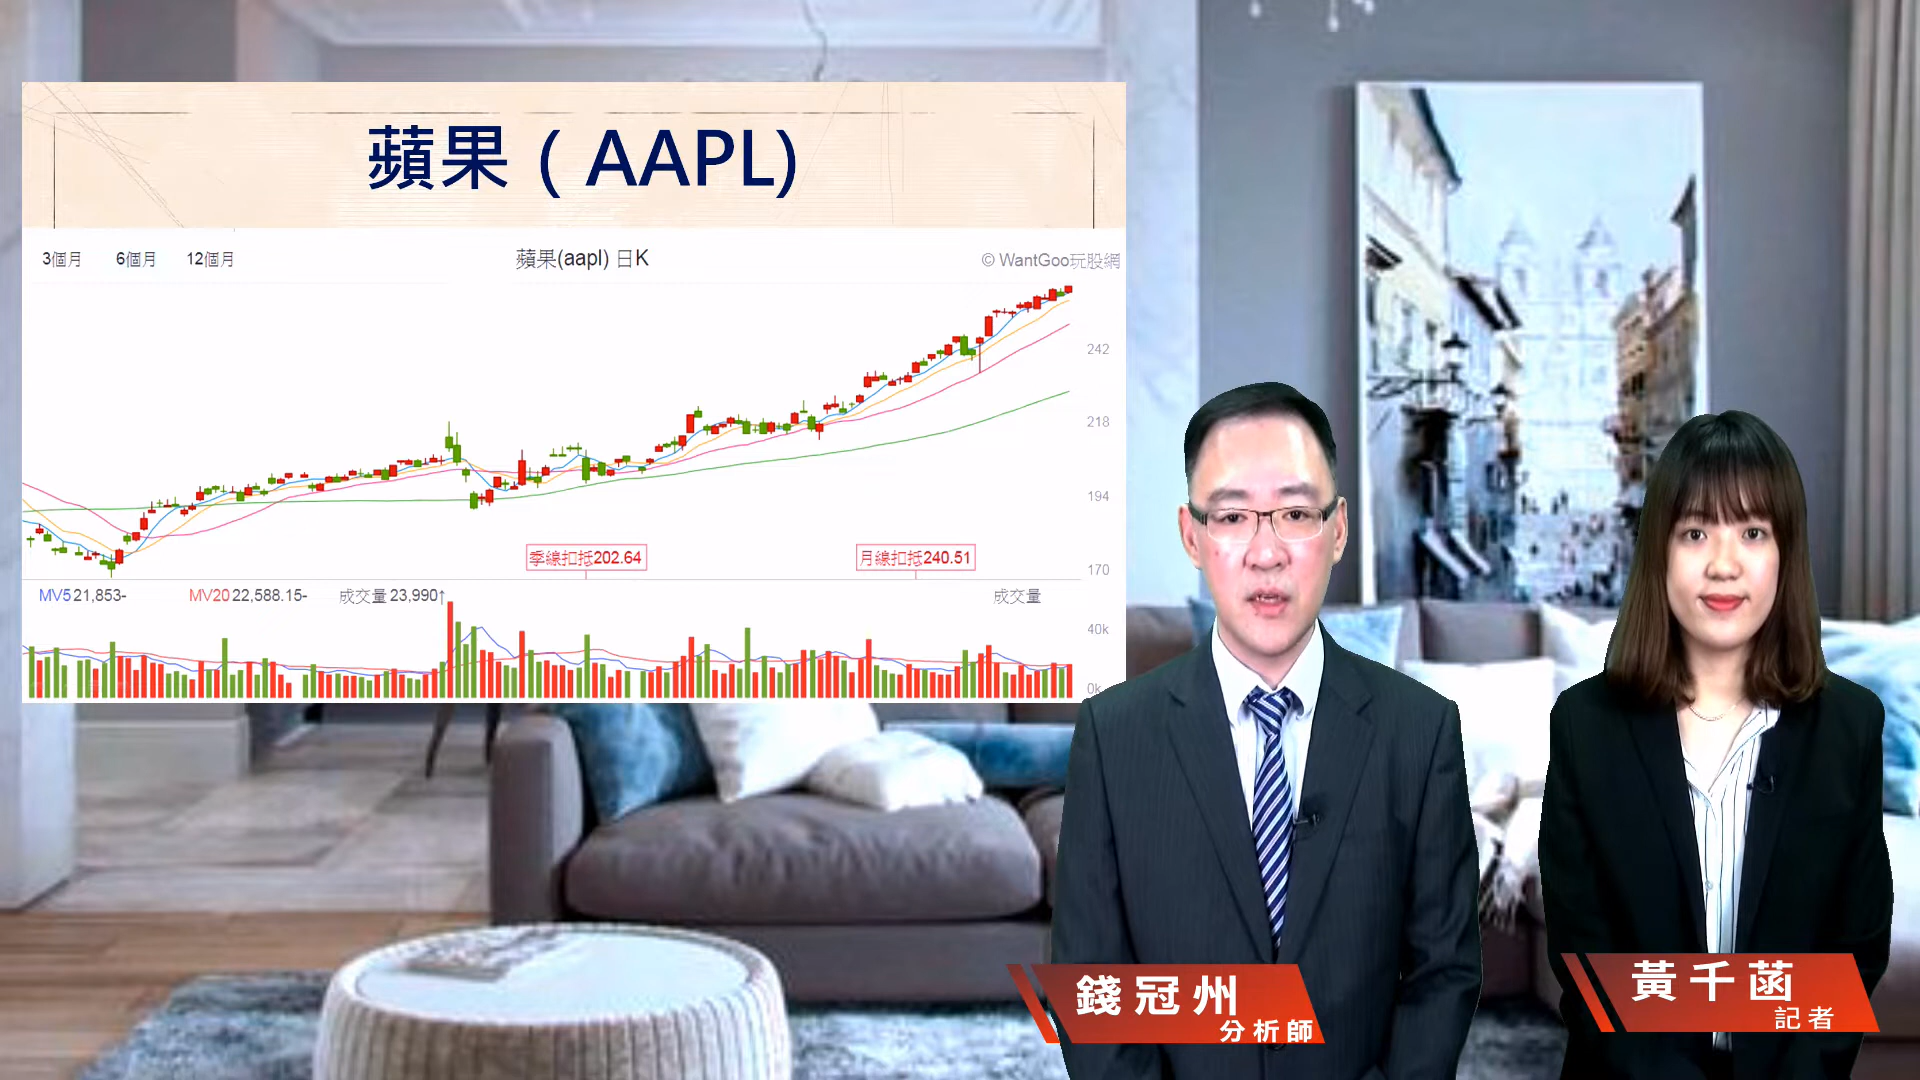 蘋果 ( AAPL)
3個月 6個月 12個月
蘋果(aapl) 日K
© WantGoo玩股網
242
218
194
170
季線扣抵202.64
月線扣抵240.51
MV5 21,853- MV20 22,588.15- 成交量 23,990↑
成交量
40k
0k
錢冠州
分析師
黃千菡
記者